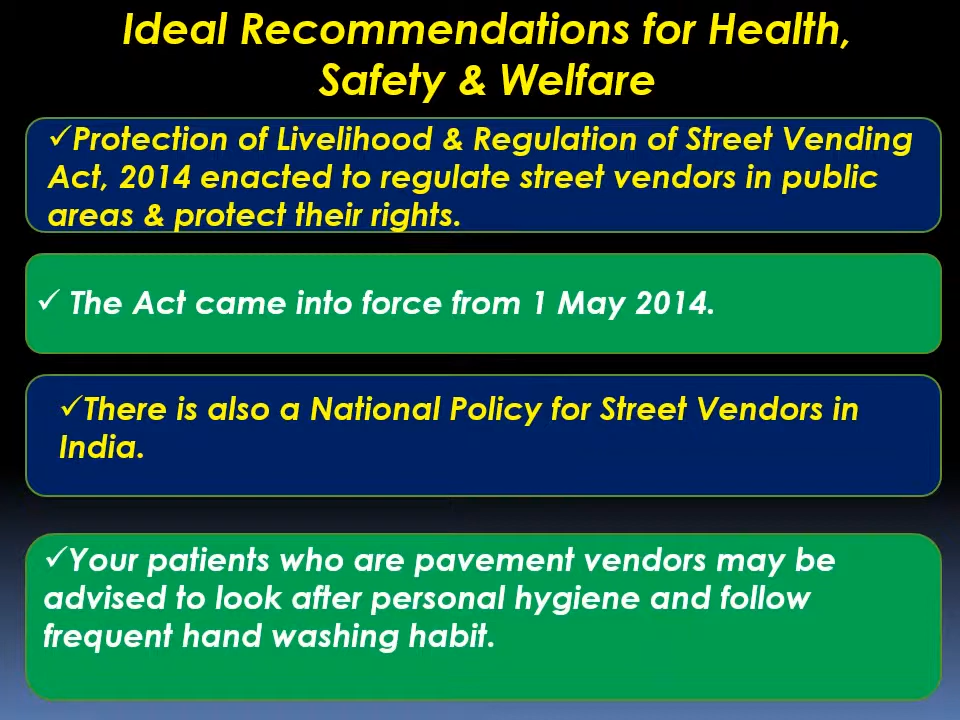 Ideal Recommendations for Health,
Safety & Welfare
✓Protection of Livelihood & Regulation of Street Vending
Act, 2014 enacted to regulate street vendors in public
areas & protect their rights.
✓ The Act came into force from 1 May 2014.
✓There is also a National Policy for Street Vendors in
India.
✓Your patients who are pavement vendors may be
advised to look after personal hygiene and follow
frequent hand washing habit.